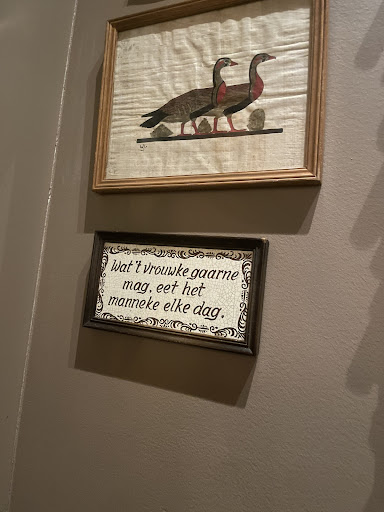 Wat 't vrouwke gaarne
mag, eet het
manneke elke dag.